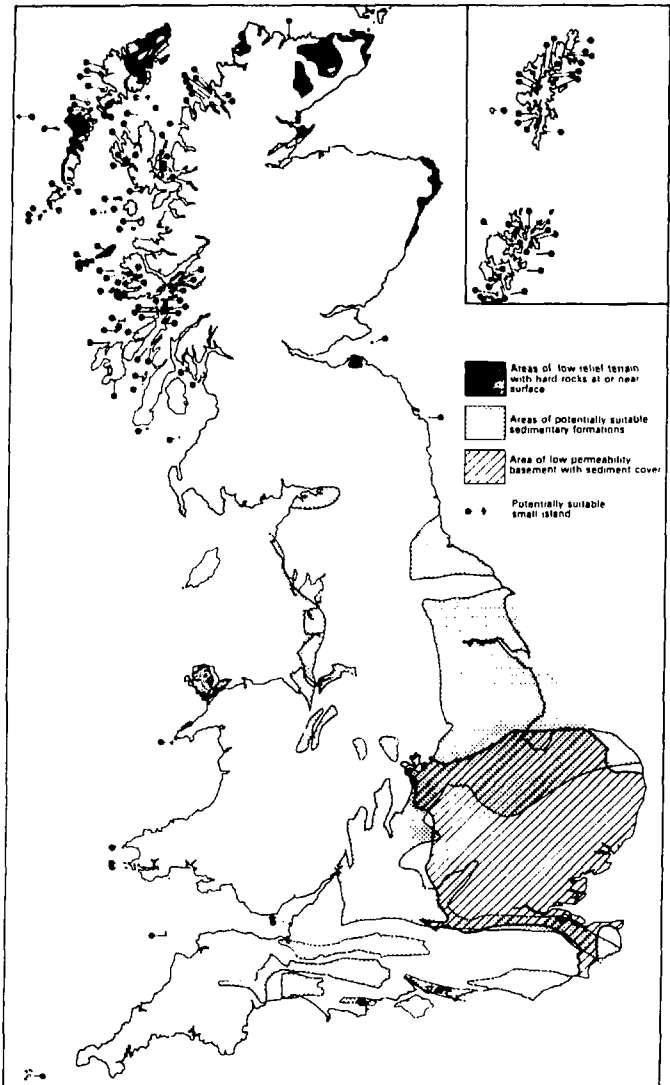 Areas of low relief terrain
with hard rocks at or near
surface
Areas of potentially suitable
sedimentary formations
Area of low permeability
basement with sediment cover
Potentially suitable
small island